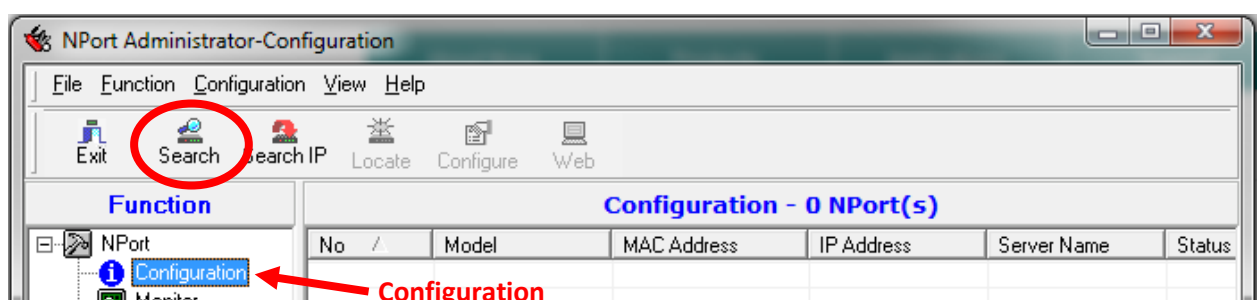 NPort Administrator-Configuration
File Function Configuration View Help
Exit Search Search IP Locate Configure Web
Function Configuration - 0 NPort(s)
NPort No Model MAC Address IP Address Server Name Status
Configuration
Monitor Configuration